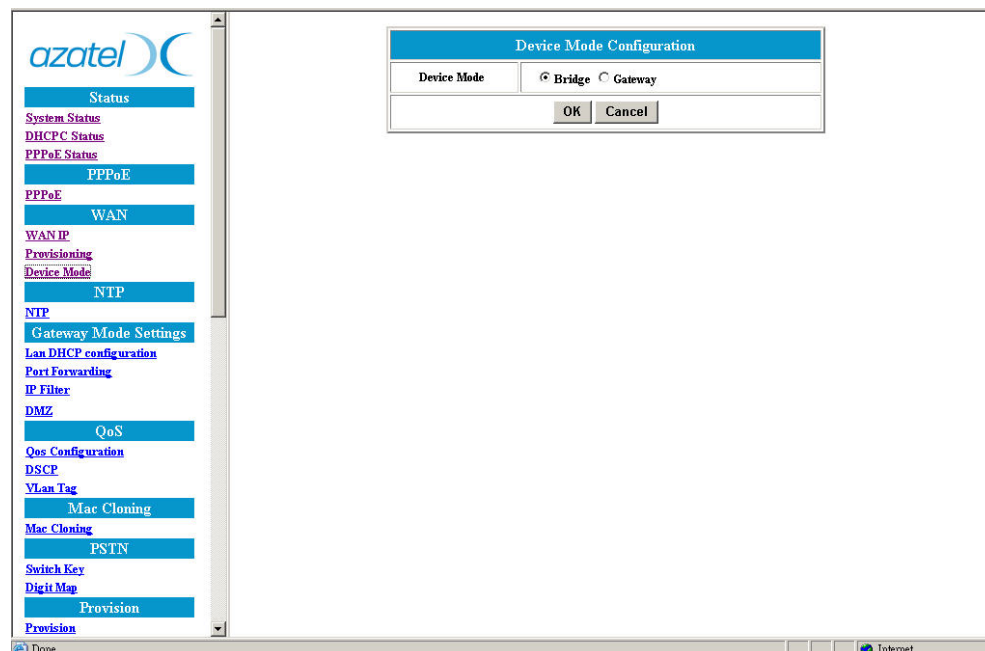 azatel
Status
System Status
DHCPC Status
PPPoE Status
PPPoE
PPPoE
WAN
WAN IP
Provisioning
Device Mode
NTP
NTP
Gateway Mode Settings
Lan DHCP configuration
Port Forwarding
IP Filter
DMZ
QoS
Qos Configuration
DSCP
VLan Tag
Mac Cloning
Mac Cloning
PSTN
Switch Key
Digit Map
Provision
Provision
Device Mode Configuration
Device Mode Bridge Gateway
OK Cancel
Done Internet